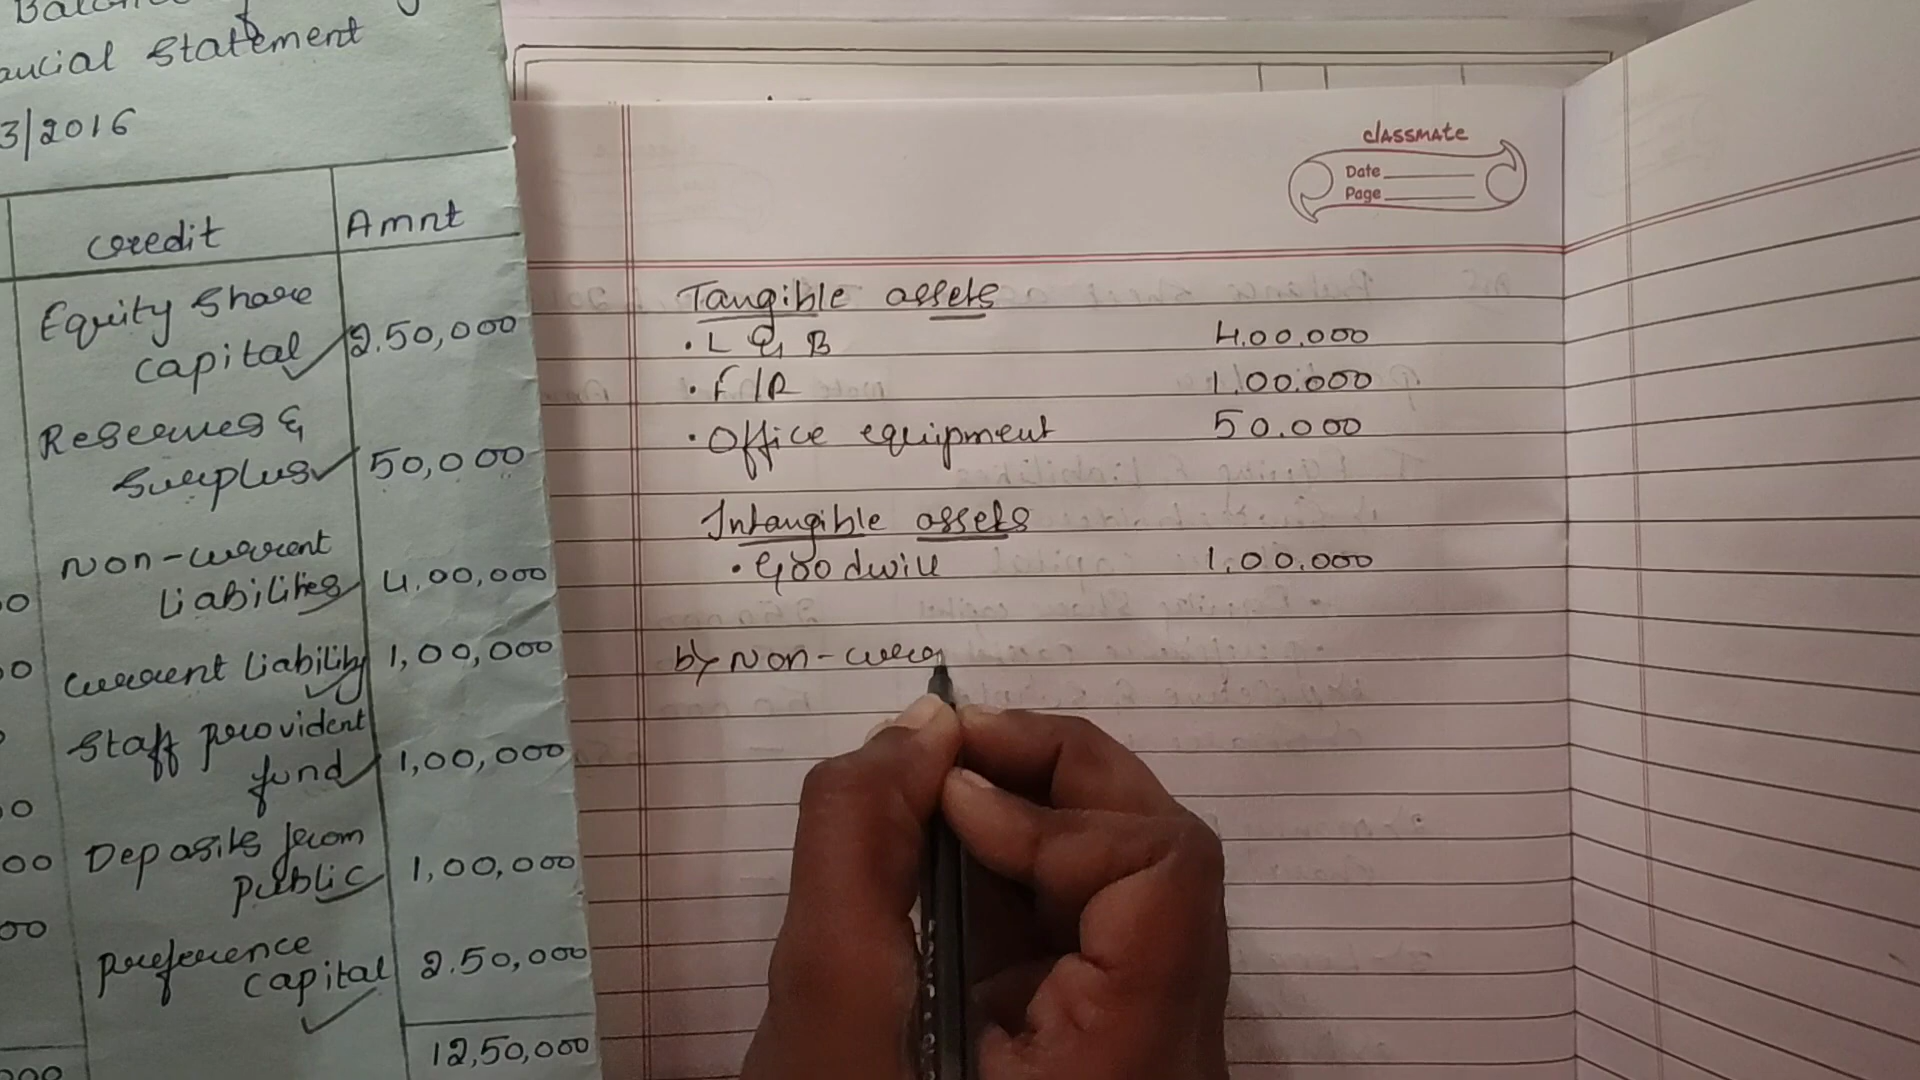 ancial Statement
3/2016
Credit Amnt
Equity Share
capital 2.50,000
Reserves &
Surplus 50,000
Non-current
Liabilities 4,00,000
Current Liability 1,00,000
Staff provident
fund 1,00,000
Deposits from
public 1,00,000
preference
capital 2.50,000
12,50,000
classmate
Date
Page
Tangible assets
• L & B 4,00,000
• F/R 1,00,000
• Office equipment 50.000
Intangible assets
• Goodwill 1,00,000
b) Non-curr